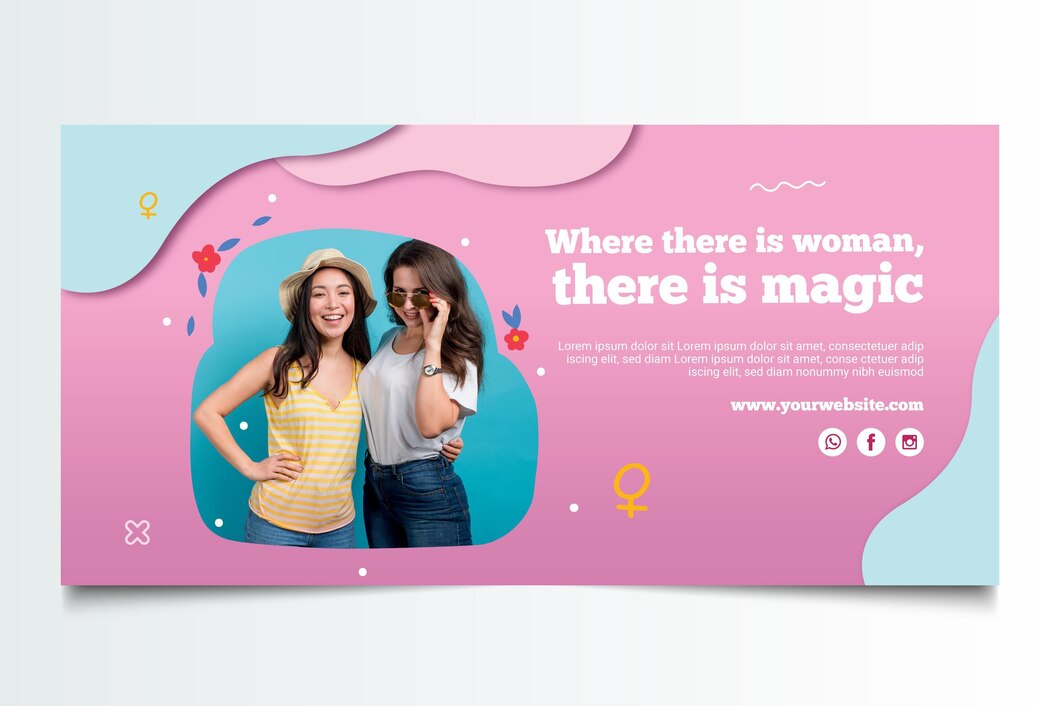 Where there is woman,
there is magic
Lorem ipsum dolor sit Lorem ipsum dolor sit amet, consectetuer adip
iscing elit, sed diam Lorem ipsum dolor sit amet, conse ctetuer adip
iscing elit, sed diam nonummy nibh euismod
www.yourwebsite.com